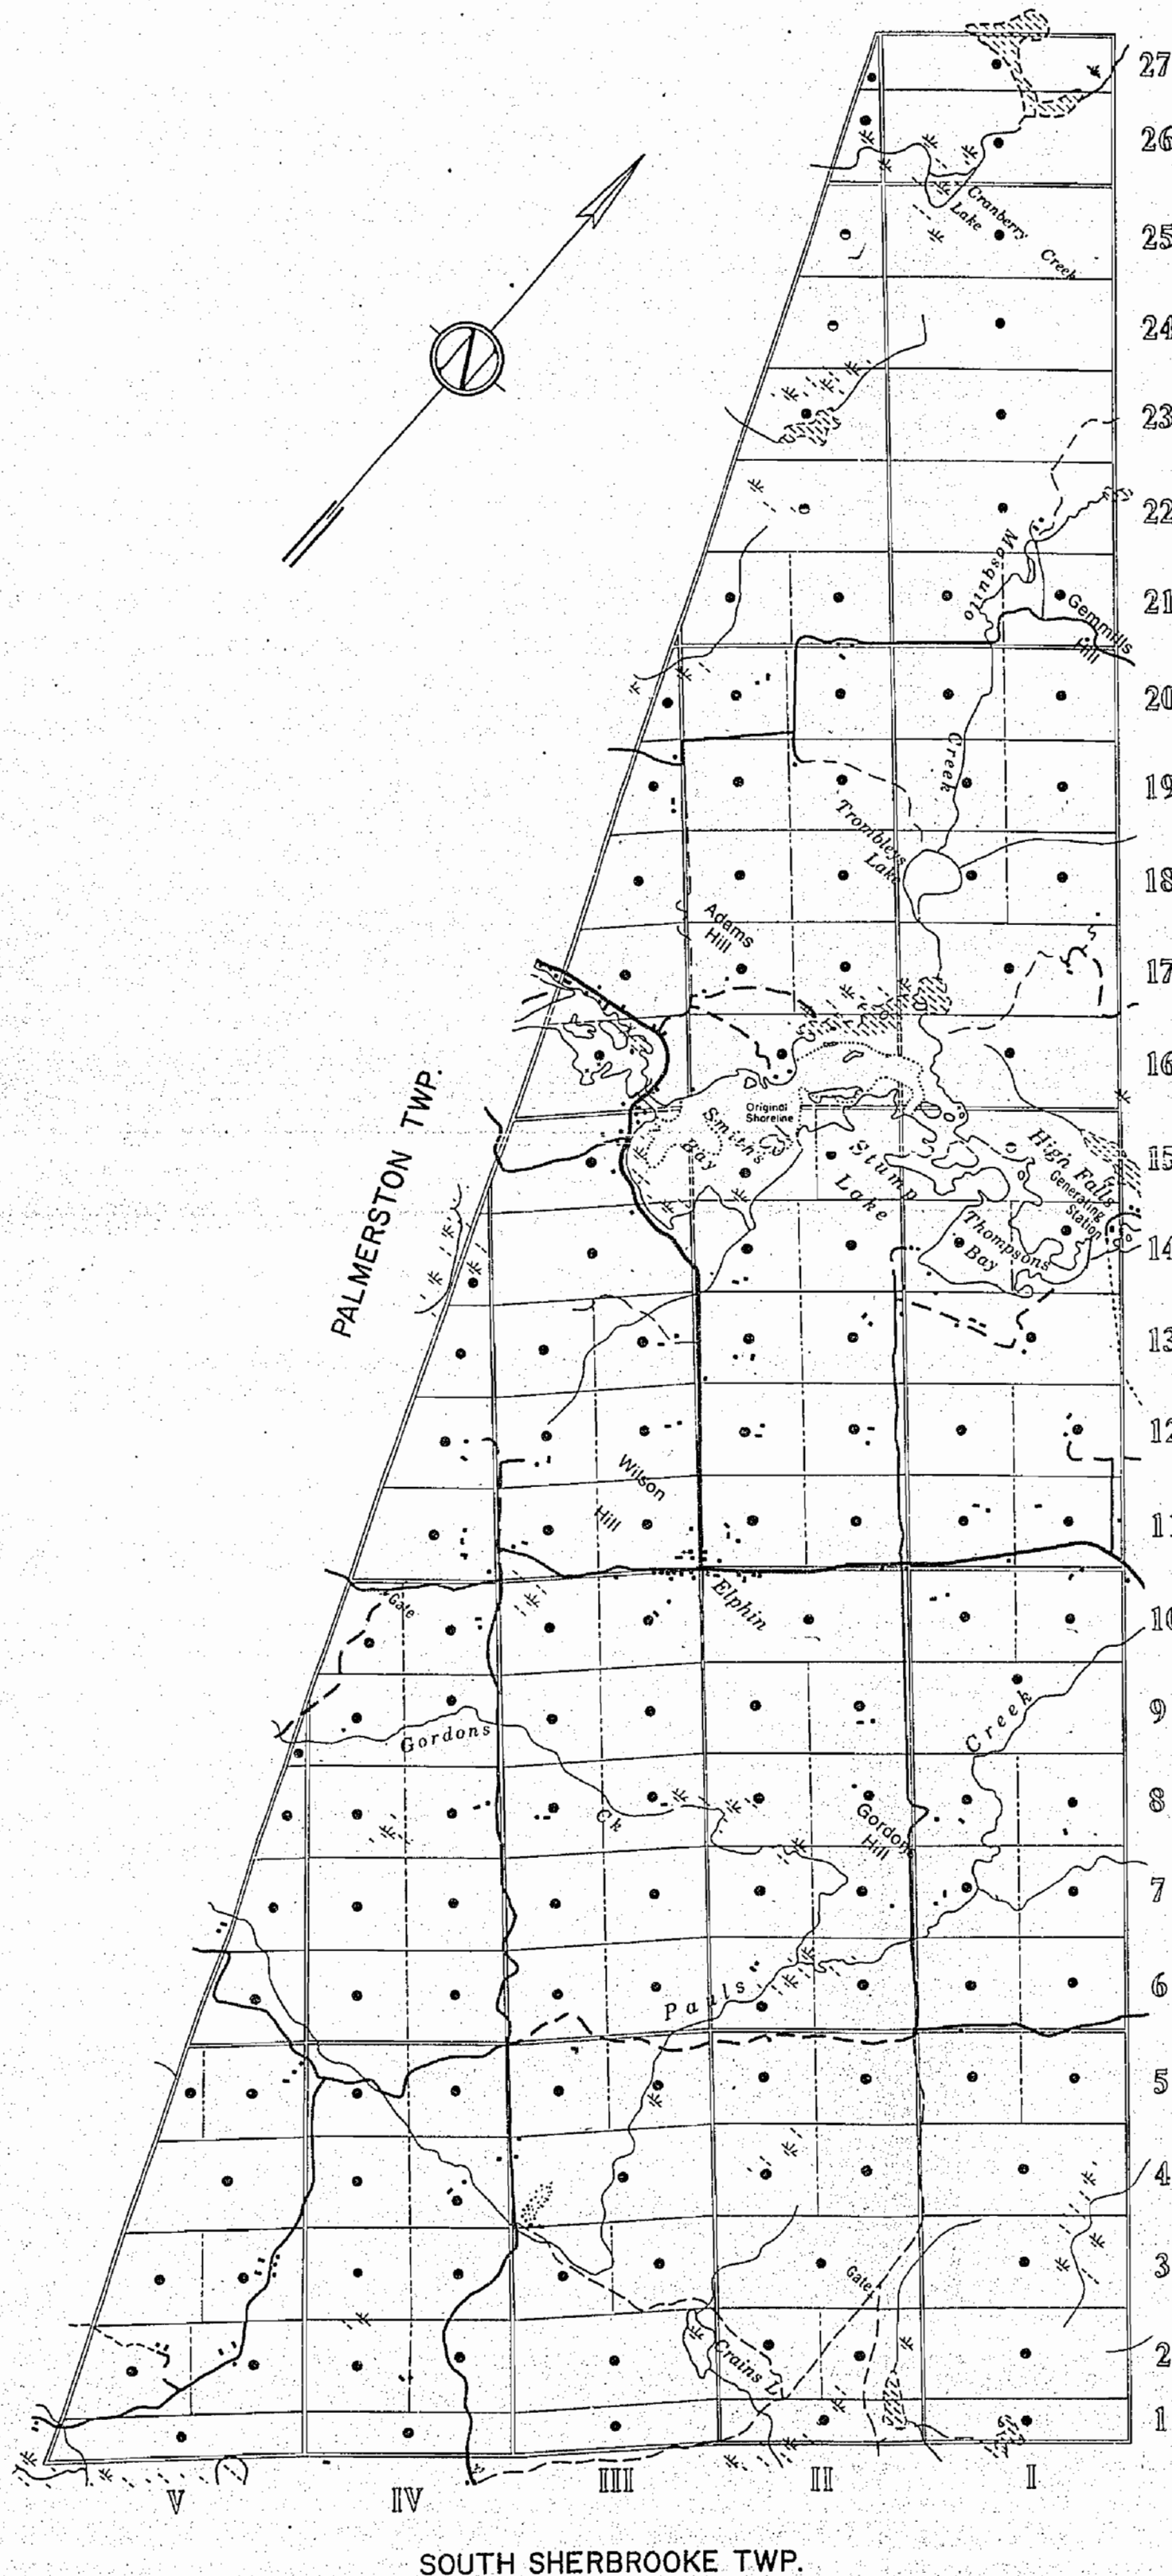 27
26
Cranberry
Lake
25
Creek
24
N
23
22
Mosquito
21
Gemmills
Hill
20
Creek
19
Trombleys
Lake
18
Adams
Hill
17
16
PALMERSTON TWP.
Original
Shoreline
Smith's
Bay
Stump
Lake
High Falls
Generating
Station
15
Thompsons
Bay
14
13
12
Wilson
Hill
11
Gate
Elphin
10
Creek
9
Gordons
Ck
Gordons
Hill
8
7
Pauls
6
5
4
Gate
3
Crains L.
2
1
V
IV
III
II
I
SOUTH SHERBROOKE TWP.